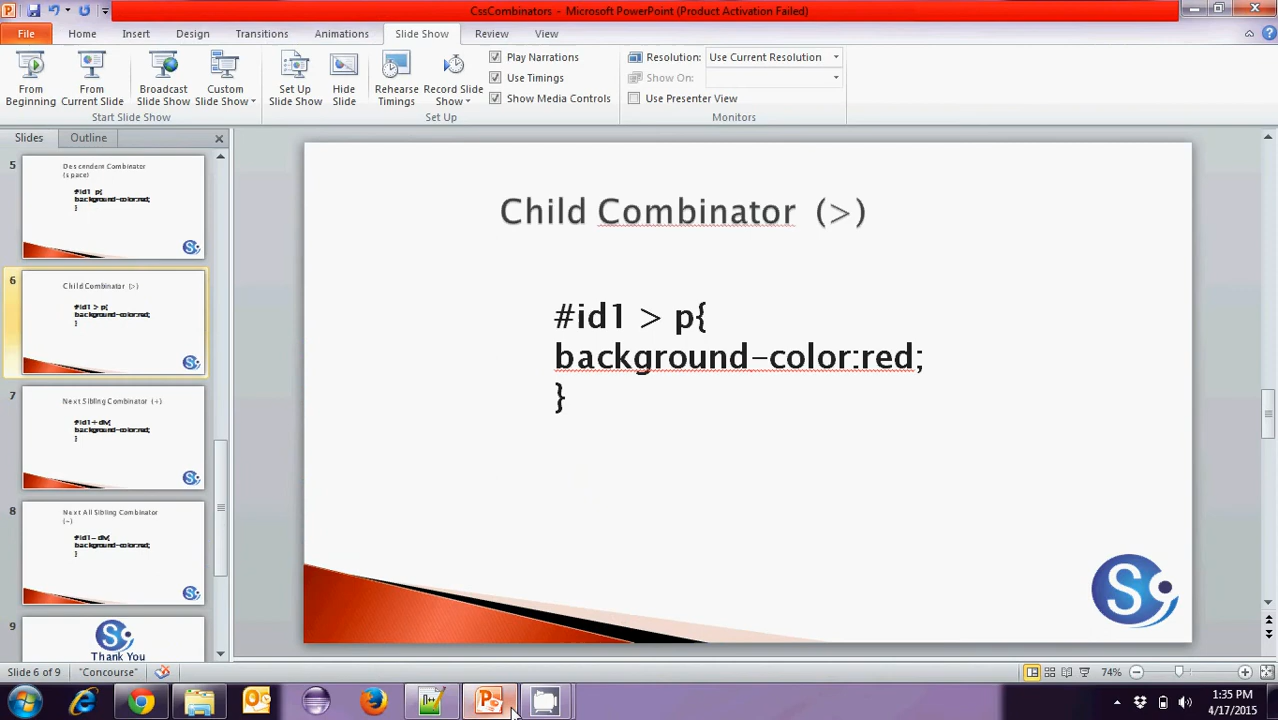 CssCombinators - Microsoft PowerPoint (Product Activation Failed)
File Home Insert Design Transitions Animations Slide Show Review View
From Beginning
From Current Slide
Broadcast Slide Show
Custom Slide Show
Start Slide Show
Set Up Slide Show
Hide Slide
Rehearse Timings
Record Slide Show
Play Narrations
Use Timings
Show Media Controls
Set Up
Resolution: Use Current Resolution
Show On:
Use Presenter View
Monitors
Slides Outline
5
Descendent Combinator
(space)
#id1 p{
background-color:red;
}
6
Child Combinator (>)
#id1 > p{
background-color:red;
}
7
Next Sibling Combinator (+)
#id1 + div{
background-color:red;
}
8
Next All Sibling Combinator
(~)
#id1 ~ div{
background-color:red;
}
9
Thank You
Child Combinator (>)
#id1 > p{
background-color:red;
}
Slide 6 of 9 "Concourse" 74%
1:35 PM
4/17/2015